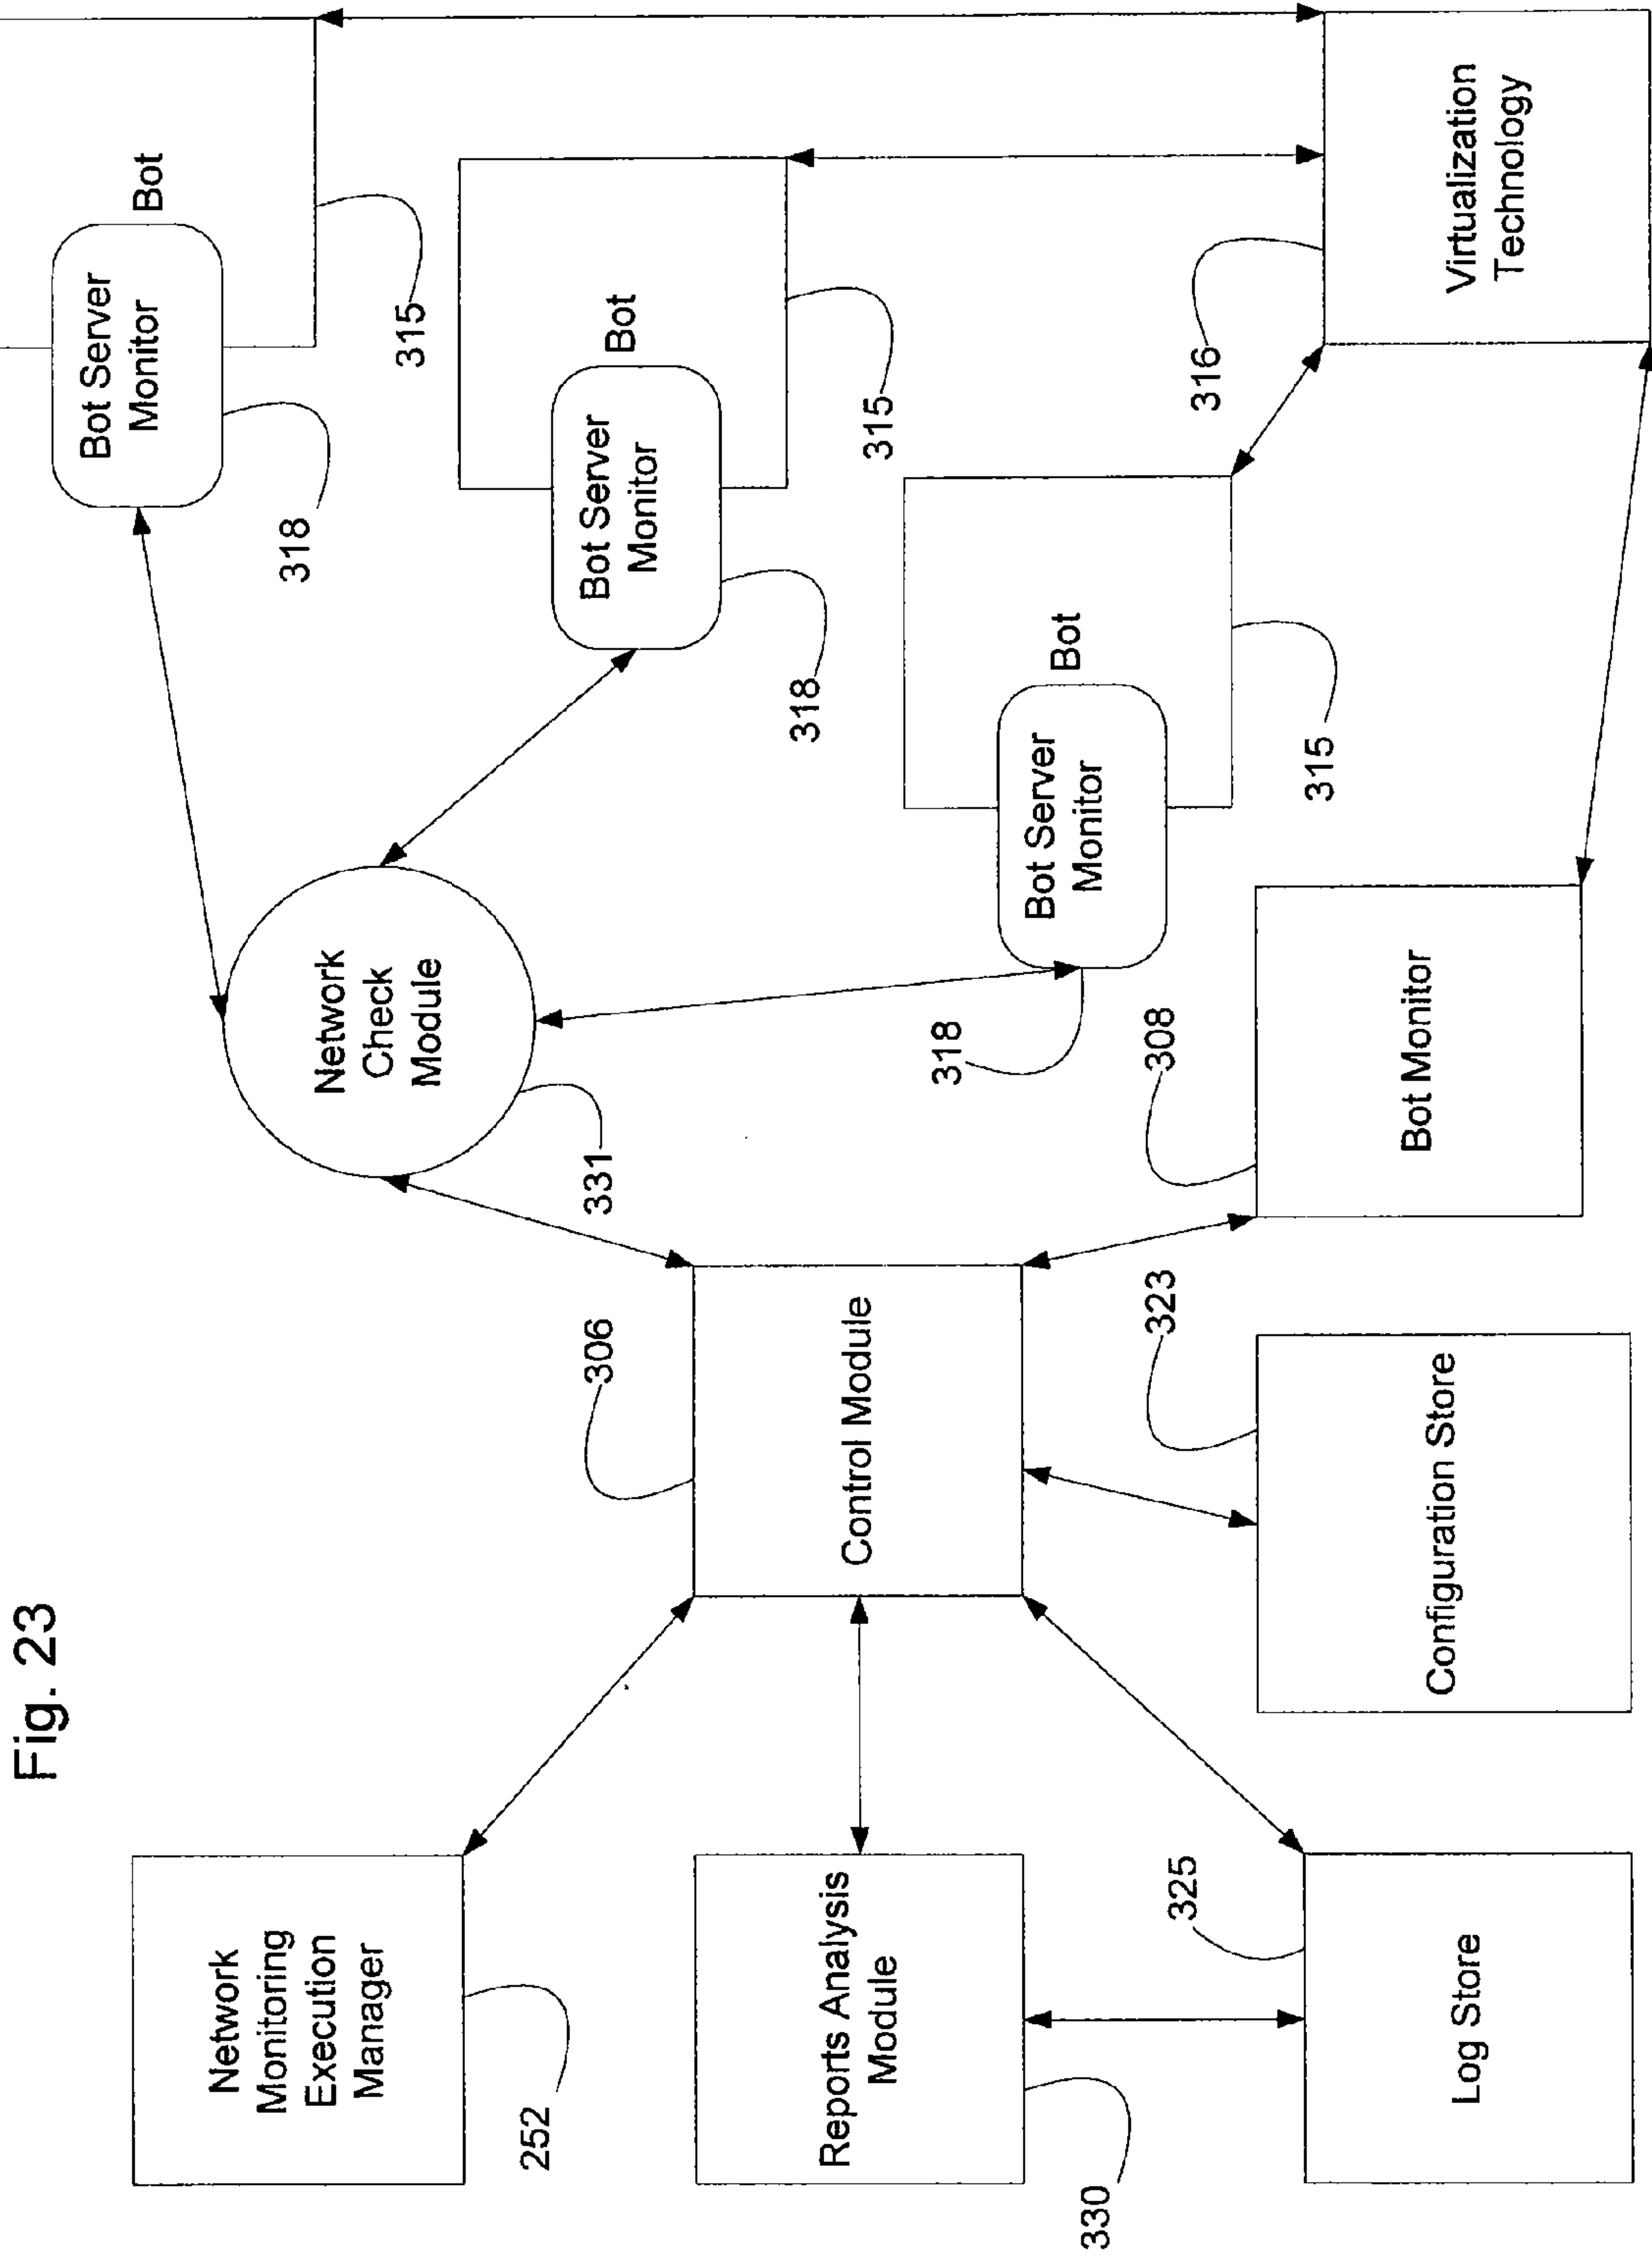 Fig. 23
Network
Monitoring
Execution
Manager
252
Reports Analysis
Module
330
Log Store
325
306
Control Module
Configuration Store
323
Network
Check
Module
331
Bot Monitor
308
Bot Server
Monitor
Bot
318
315
Bot Server
Monitor
Bot
318
315
Bot Server
Monitor
Bot
318
315
Virtualization
Technology
316